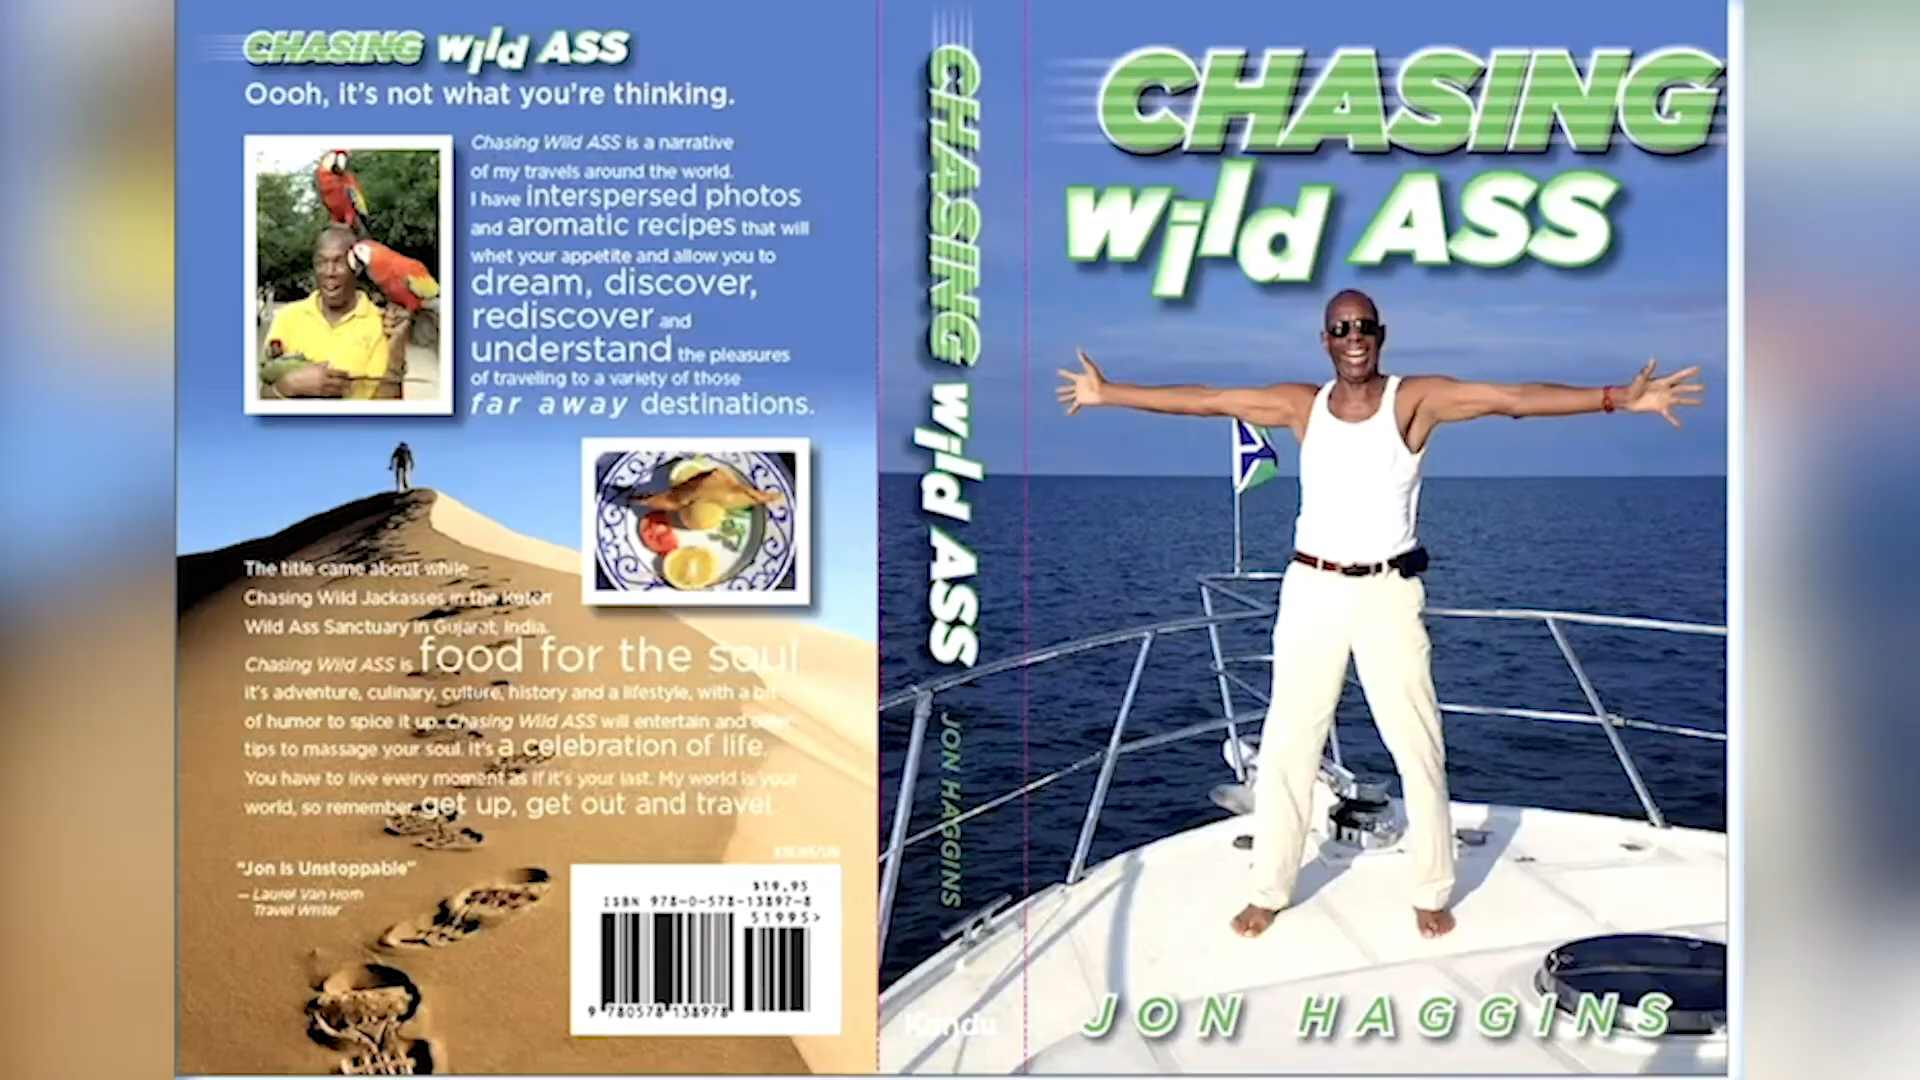 CHASING wild ASS
Oooh, it's not what you're thinking.
Chasing Wild ASS is a narrative
of my travels around the world.
I have interspersed photos
and aromatic recipes that will
whet your appetite and allow you to
dream, discover,
rediscover and
understand the pleasures
of traveling to a variety of those
far away destinations.
The title came about while
Chasing Wild Jackasses in the Kutch
Wild Ass Sanctuary in Gujarat, India.
Chasing Wild ASS is food for the soul
it's adventure, culinary, culture, history and a lifestyle, with a bit
of humor to spice it up. Chasing Wild ASS will entertain and offer
tips to massage your soul. It's a celebration of life.
You have to live every moment as if it's your last. My world is your
world, so remember get up, get out and travel.
"Jon Is Unstoppable"
— Laurel Van Horn
Travel Writer
$19.95/US
$19.95
ISBN 978-0-578-13897-8
51995>
9 780578 138978
CHASING wild ASS JON HAGGINS
Kandu
CHASING
wild ASS
JON HAGGINS